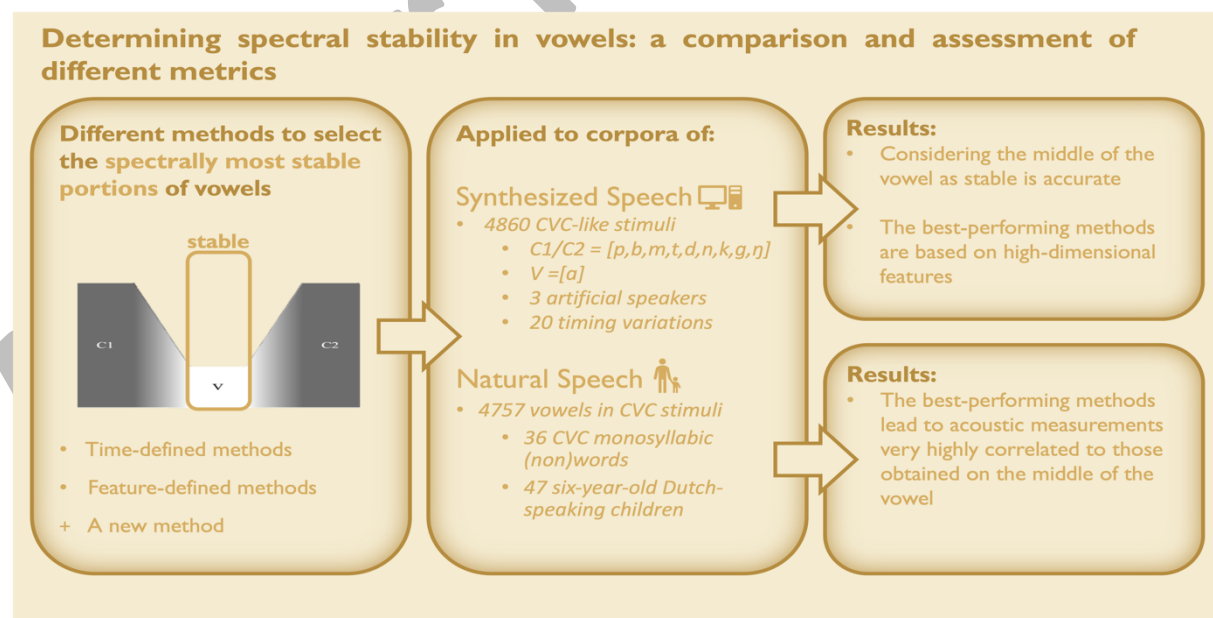 Determining spectral stability in vowels: a comparison and assessment of
different metrics
Different methods to select
the spectrally most stable
portions of vowels
stable
C1
C2
V
• Time-defined methods
• Feature-defined methods
+ A new method
Applied to corpora of:
Synthesized Speech
• 4860 CVC-like stimuli
• C1/C2 = [p,b,m,t,d,n,k,g,ŋ]
• V =[ɑ]
• 3 artificial speakers
• 20 timing variations
Natural Speech
• 4757 vowels in CVC stimuli
• 36 CVC monosyllabic
(non)words
• 47 six-year-old Dutch-
speaking children
Results:
• Considering the middle of the
vowel as stable is accurate
• The best-performing methods
are based on high-dimensional
features
Results:
• The best-performing methods
lead to acoustic measurements
very highly correlated to those
obtained on the middle of the
vowel